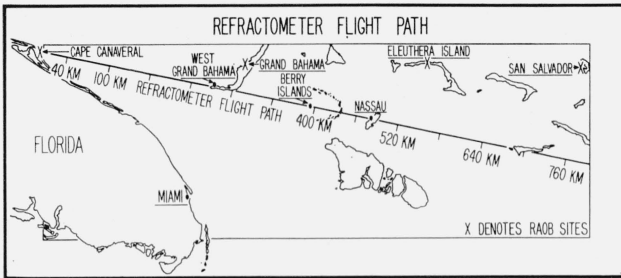 REFRACTOMETER FLIGHT PATH
CAPE CANAVERAL
WEST
GRAND BAHAMA
GRAND BAHAMA
BERRY
ISLANDS
ELEUTHERA ISLAND
SAN SALVADOR
40 KM
100 KM
REFRACTOMETER FLIGHT PATH
400 KM
NASSAU
520 KM
640 KM
760 KM
FLORIDA
MIAMI
X DENOTES RAOB SITES